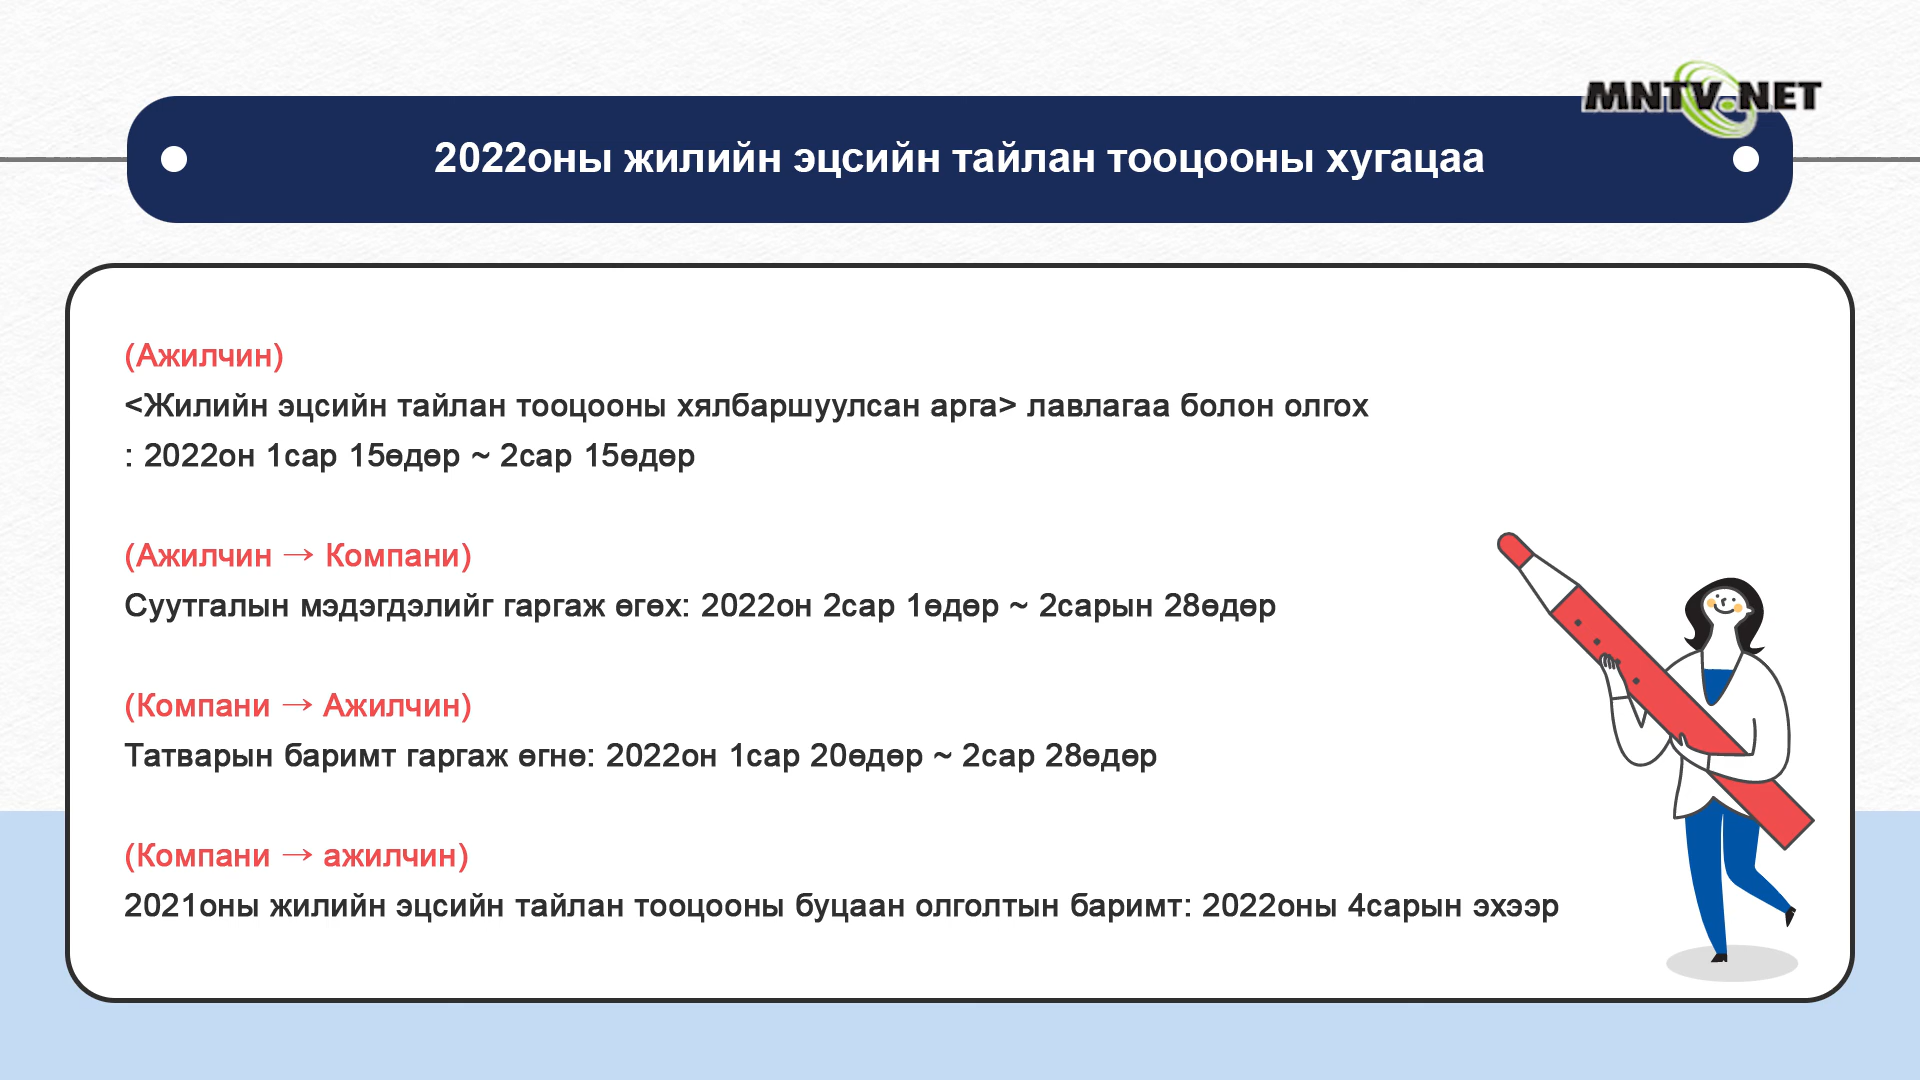 MNTV.NET
2022оны жилийн эцсийн тайлан тооцооны хугацаа
(Ажилчин)
<Жилийн эцсийн тайлан тооцооны хялбаршуулсан арга> лавлагаа болон олгох
: 2022он 1сар 15өдөр ~ 2сар 15өдөр
(Ажилчин → Компани)
Суутгалын мэдэгдэлийг гаргаж өгөх: 2022он 2сар 1өдөр ~ 2сарын 28өдөр
(Компани → Ажилчин)
Татварын баримт гаргаж өгнө: 2022он 1сар 20өдөр ~ 2сар 28өдөр
(Компани → ажилчин)
2021оны жилийн эцсийн тайлан тооцооны буцаан олголтын баримт: 2022оны 4сарын эхээр